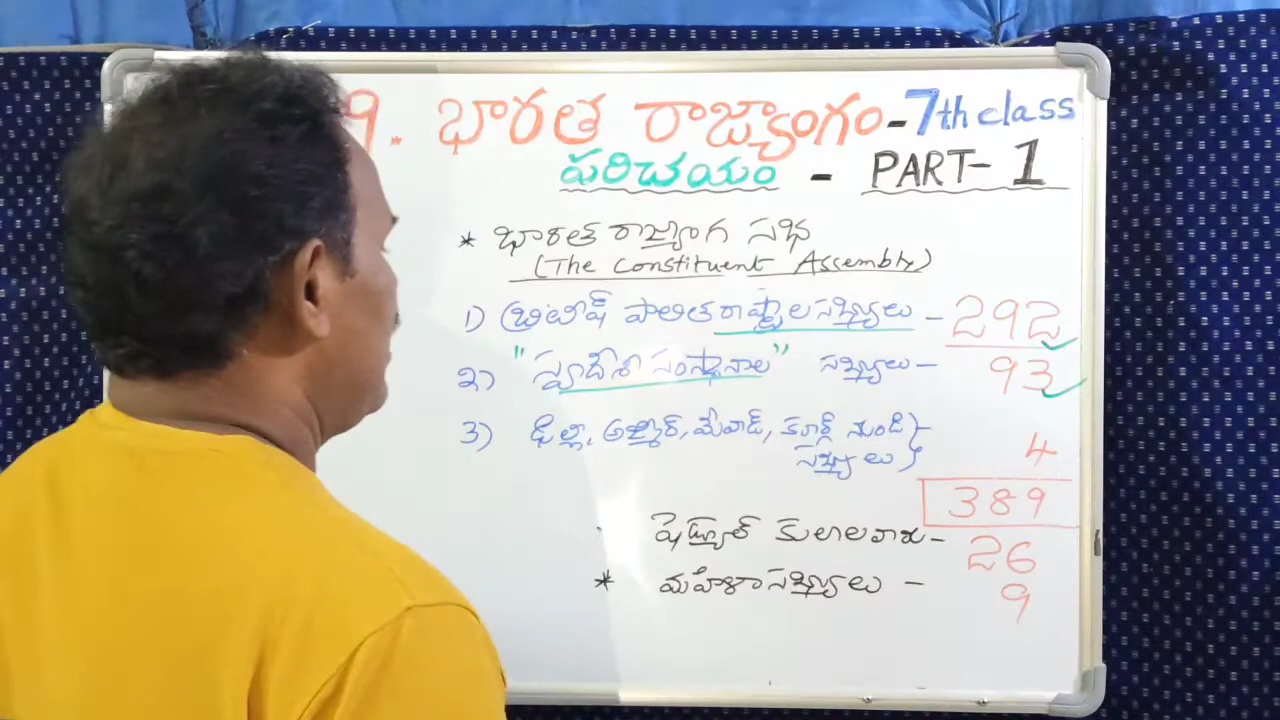 9. భారత రాజ్యాంగం-7th class
పరిచయం - PART-1
* భారత రాజ్యాంగ సభ
(The Constituent Assembly)
1) బ్రిటీష్ పాలిత రాష్ట్రాల సభ్యులు - 292
2) "స్వదేశీ సంస్థానాల" సభ్యులు - 93
3) ఢిల్లీ, అజ్మీర్, మేవాడ్, కూర్గ్ నుండి }
సభ్యులు } 4
389
షెడ్యూల్ కులాలవారు - 26
* మహిళా సభ్యులు - 9